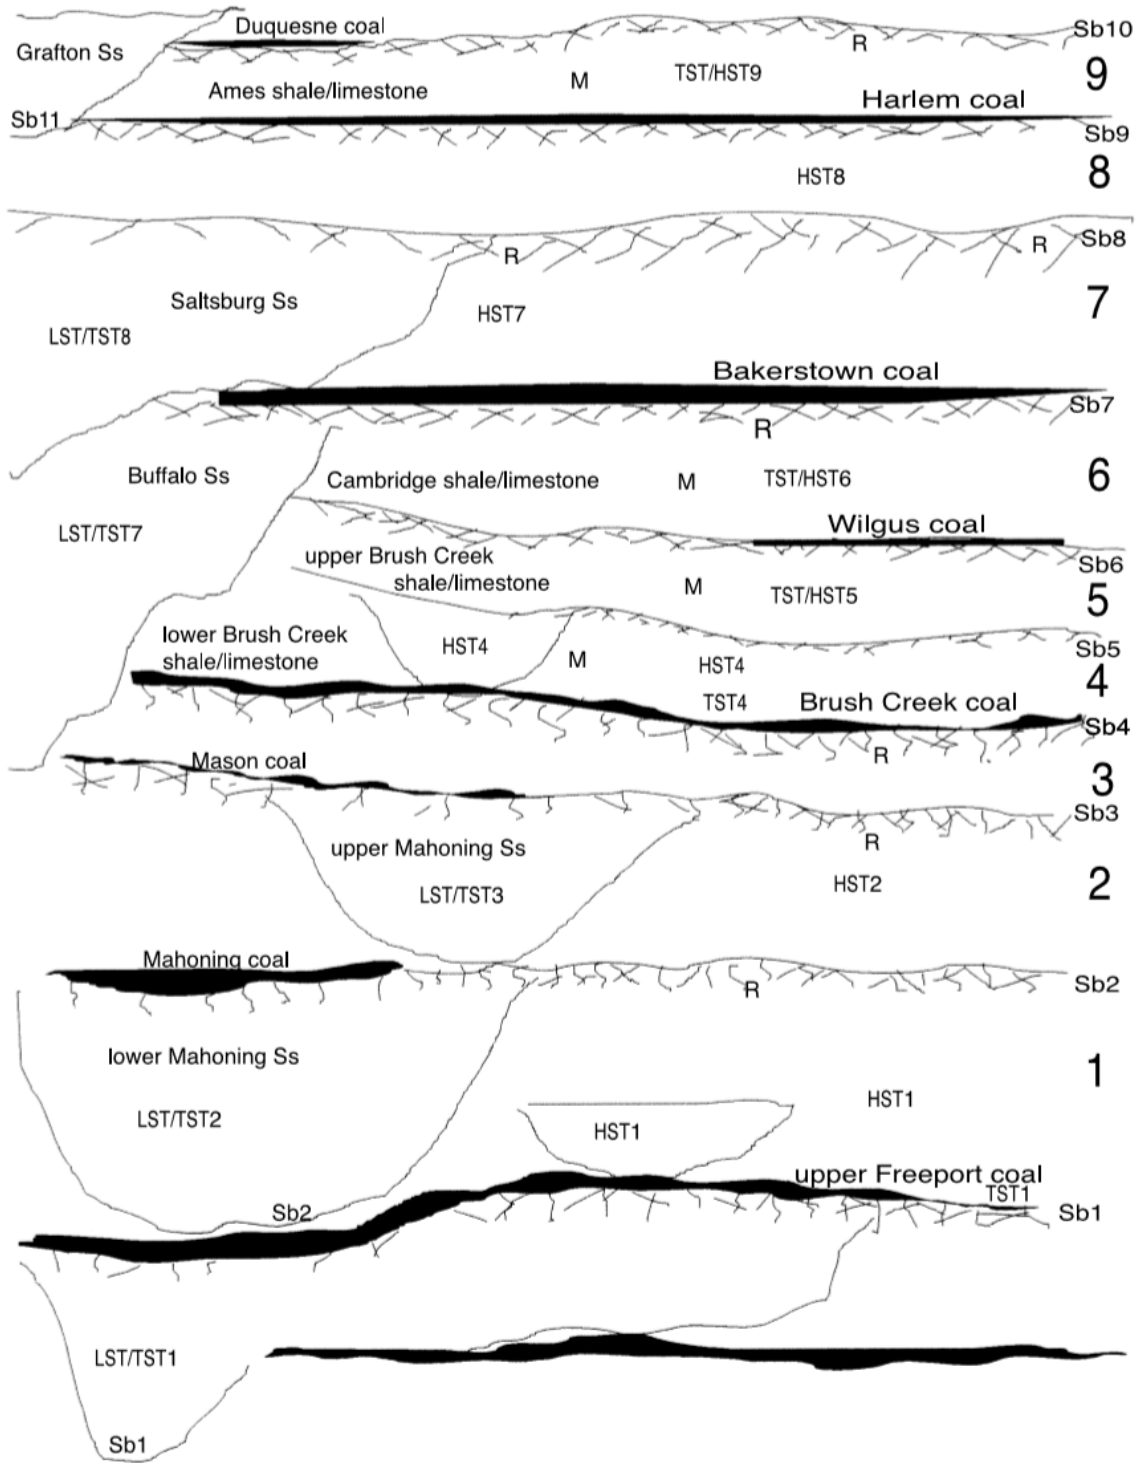 Duquesne coal
Sb10
Grafton Ss
R
9
TST/HST9
M
Ames shale/limestone
Harlem coal
Sb11
Sb9
HST8
8
R
R
Sb8
Saltsburg Ss
HST7
7
LST/TST8
Bakerstown coal
Sb7
R
Buffalo Ss
Cambridge shale/limestone
M
TST/HST6
6
LST/TST7
Wilgus coal
upper Brush Creek
shale/limestone
Sb6
M
TST/HST5
5
lower Brush Creek
shale/limestone
HST4
M
HST4
Sb5
4
TST4
Brush Creek coal
Sb4
R
Mason coal
3
Sb3
upper Mahoning Ss
R
LST/TST3
HST2
2
Mahoning coal
R
Sb2
lower Mahoning Ss
1
LST/TST2
HST1
HST1
upper Freeport coal
TST1
Sb2
Sb1
LST/TST1
Sb1